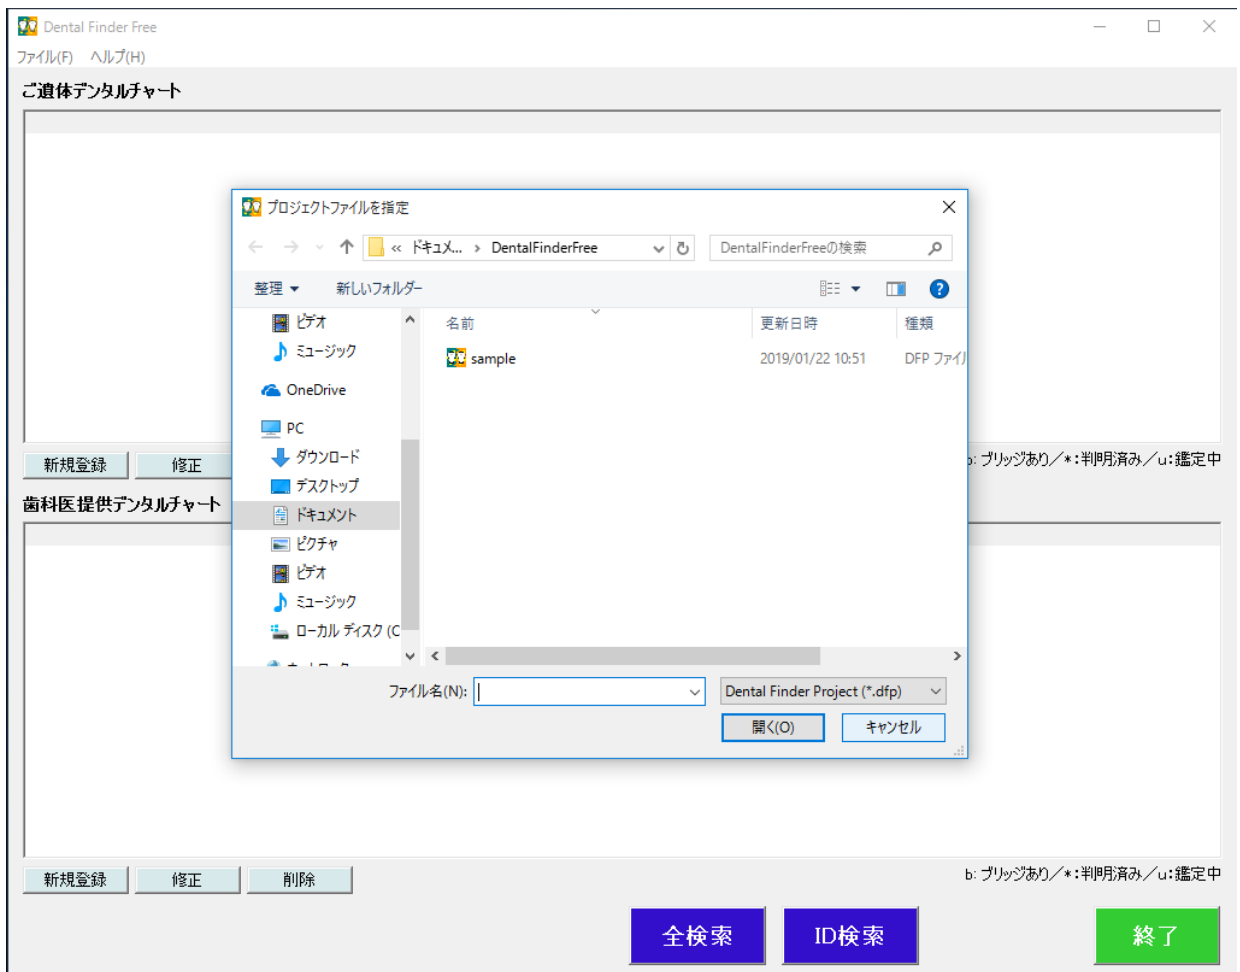 Dental Finder Free
ファイル(F) ヘルプ(H)
ご遺体デンタルチャート
プロジェクトファイルを指定
« ドキュメ... › DentalFinderFree
DentalFinderFreeの検索
整理 新しいフォルダー
名前 更新日時 種類
sample 2019/01/22 10:51 DFP ファイル
ビデオ
ミュージック
OneDrive
PC
ダウンロード
デスクトップ
ドキュメント
ピクチャ
ビデオ
ミュージック
ローカル ディスク (C
ファイル名(N): Dental Finder Project (*.dfp)
開く(O) キャンセル
新規登録 修正
: ブリッジあり／*:判明済み／u:鑑定中
歯科医提供デンタルチャート
新規登録 修正 削除
b: ブリッジあり／*:判明済み／u:鑑定中
全検索 ID検索 終了